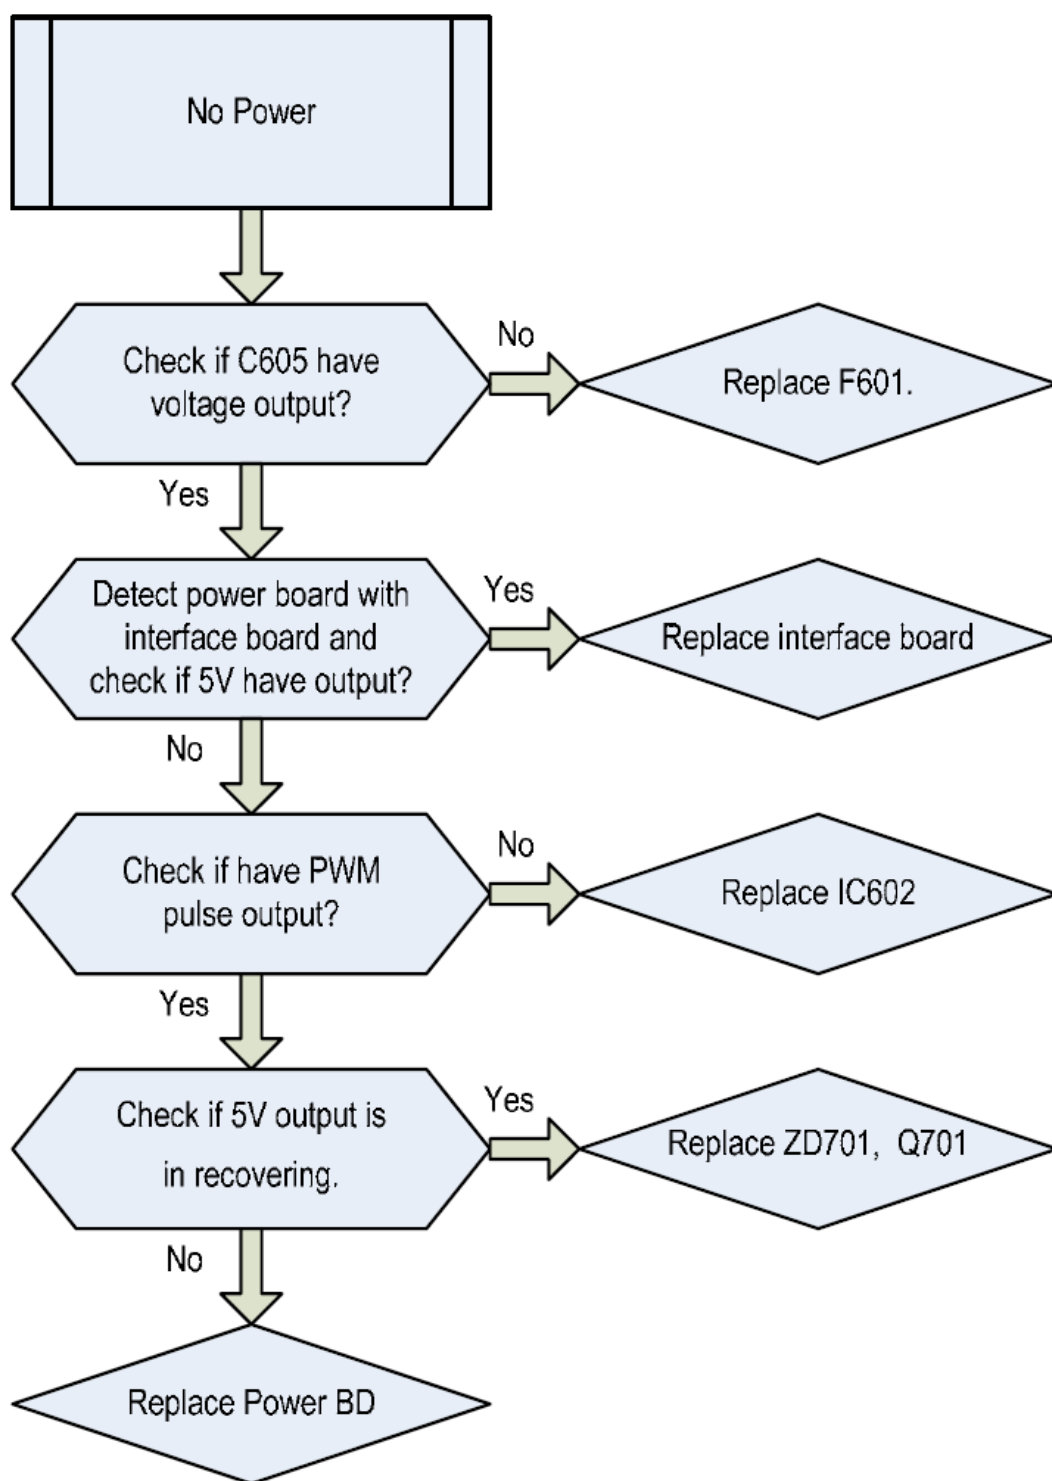 No Power
Check if C605 have
voltage output?
No
Replace F601.
Yes
Detect power board with
interface board and
check if 5V have output?
Yes
Replace interface board
No
Check if have PWM
pulse output?
No
Replace IC602
Yes
Check if 5V output is
in recovering.
Yes
Replace ZD701, Q701
No
Replace Power BD